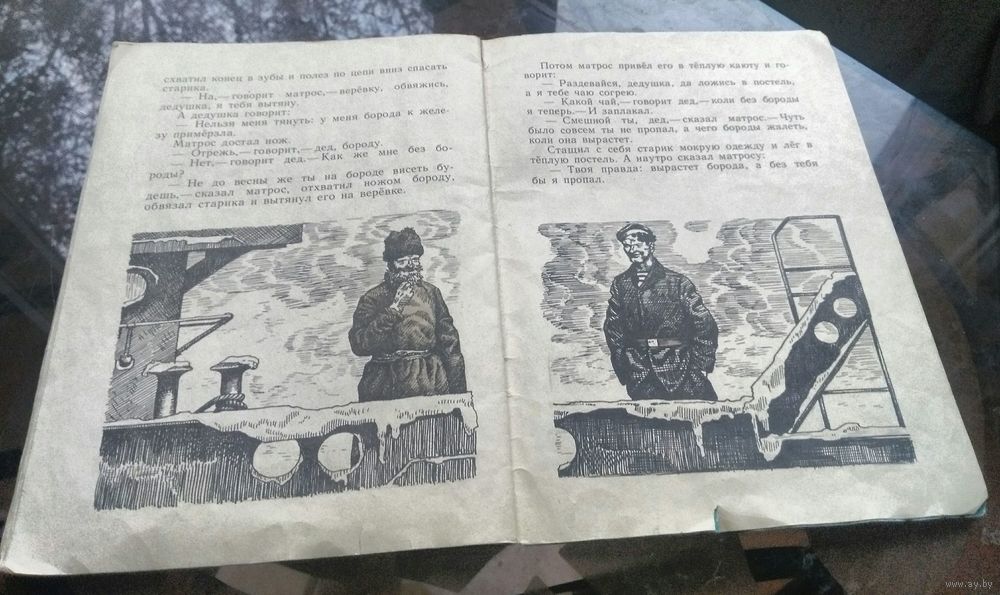 схватил конец в зубы и полез по цепи вниз спасать
старика.
— На,— говорит матрос,— верёвку, обвяжись,
дедушка, я тебя вытяну.
А дедушка говорит:
— Нельзя меня тянуть: у меня борода к желе-
зу примёрзла.
Матрос достал нож.
— Отрежь,— говорит,— дед, бороду.
— Нет,— говорит дед.— Как же мне без бо-
роды?
— Не до весны же ты на бороде висеть бу-
дешь,— сказал матрос, отхватил ножом бороду,
обвязал старика и вытянул его на верёвке.
Потом матрос привёл его в тёплую каюту и го-
ворит:
— Раздевайся, дедушка, да ложись в постель,
а я тебе чаю согрею.
— Какой чай,— говорит дед,— коли без бороды
я теперь.— И заплакал.
— Смешной ты, дед,— сказал матрос.— Чуть
было совсем ты не пропал, а чего бороды жалеть,
коли она вырастет.
Стащил с себя старик мокрую одежду и лёг в
тёплую постель. А наутро сказал матросу:
— Твоя правда: вырастет борода, а без тебя
бы я пропал.
www.ay.by